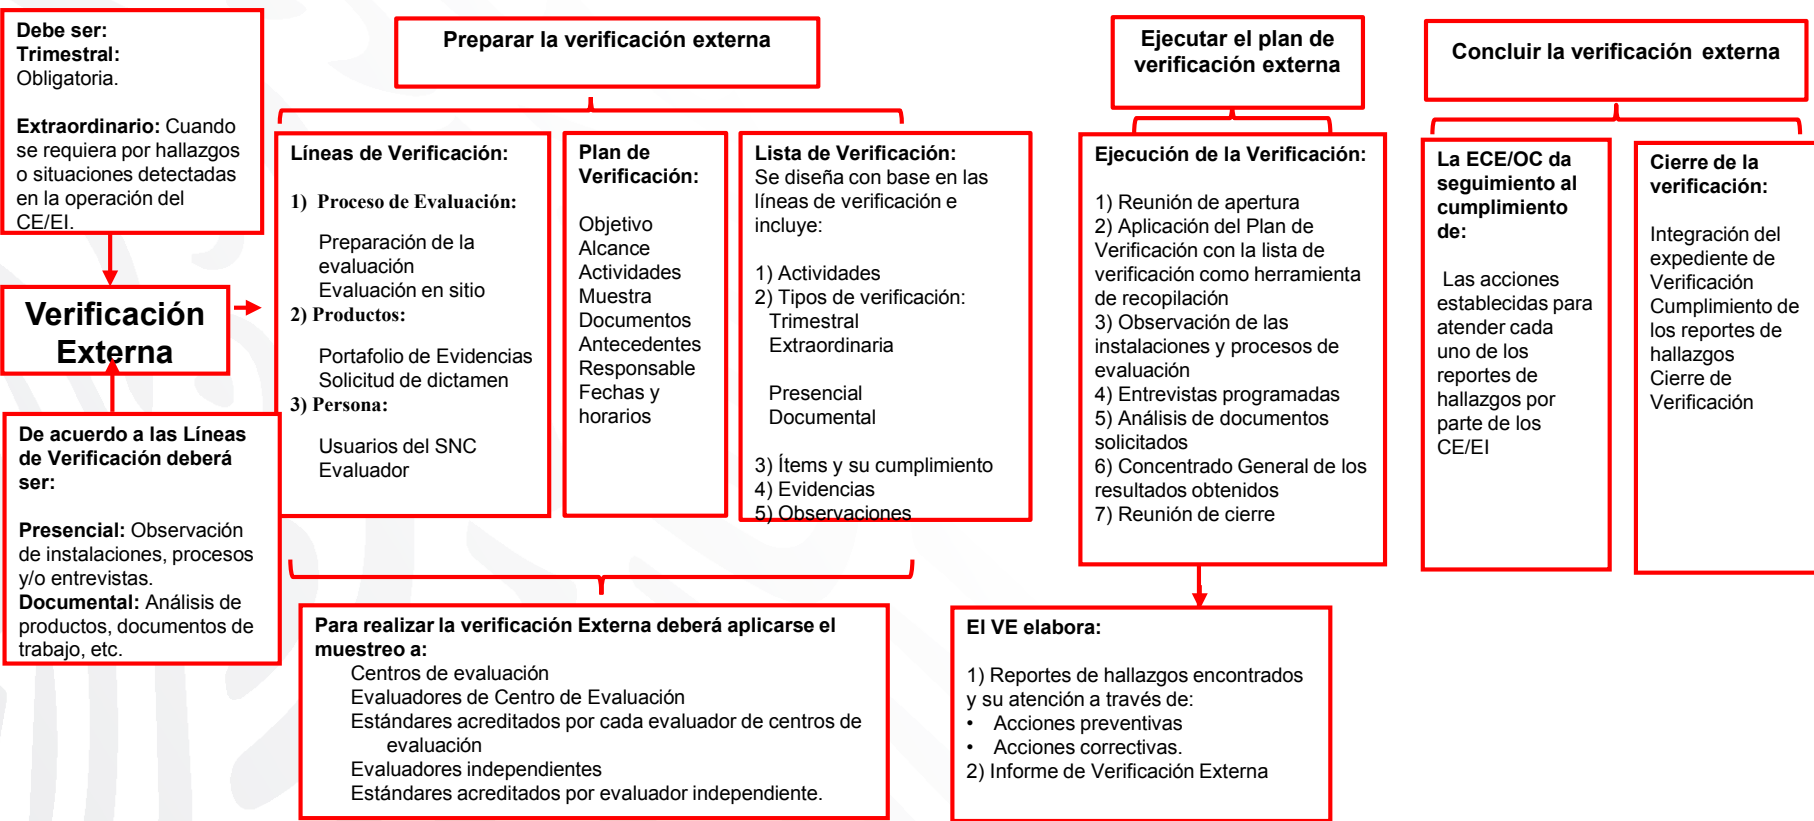 Debe ser:
Trimestral:
Obligatoria.
Extraordinario: Cuando
se requiera por hallazgos
o situaciones detectadas
en la operación del
CE/EI.
Verificación
Externa
De acuerdo a las Líneas
de Verificación deberá
ser:
Presencial: Observación
de instalaciones, procesos
y/o entrevistas.
Documental: Análisis de
productos, documentos de
trabajo, etc.
Preparar la verificación externa
Líneas de Verificación:
1) Proceso de Evaluación:
Preparación de la
evaluación
Evaluación en sitio
2) Productos:
Portafolio de Evidencias
Solicitud de dictamen
3) Persona:
Usuarios del SNC
Evaluador
Plan de
Verificación:
Objetivo
Alcance
Actividades
Muestra
Documentos
Antecedentes
Responsable
Fechas y
horarios
Lista de Verificación:
Se diseña con base en las
líneas de verificación e
incluye:
1) Actividades
2) Tipos de verificación:
Trimestral
Extraordinaria
Presencial
Documental
3) Ítems y su cumplimiento
4) Evidencias
5) Observaciones
Para realizar la verificación Externa deberá aplicarse el
muestreo a:
Centros de evaluación
Evaluadores de Centro de Evaluación
Estándares acreditados por cada evaluador de centros de
evaluación
Evaluadores independientes
Estándares acreditados por evaluador independiente.
Ejecutar el plan de
verificación externa
Ejecución de la Verificación:
1) Reunión de apertura
2) Aplicación del Plan de
Verificación con la lista de
verificación como herramienta
de recopilación
3) Observación de las
instalaciones y procesos de
evaluación
4) Entrevistas programadas
5) Análisis de documentos
solicitados
6) Concentrado General de los
resultados obtenidos
7) Reunión de cierre
El VE elabora:
1) Reportes de hallazgos encontrados
y su atención a través de:
• Acciones preventivas
• Acciones correctivas.
2) Informe de Verificación Externa
Concluir la verificación externa
La ECE/OC da
seguimiento al
cumplimiento
de:
Las acciones
establecidas para
atender cada
uno de los
reportes de
hallazgos por
parte de los
CE/EI
Cierre de la
verificación:
Integración del
expediente de
Verificación
Cumplimiento de
los reportes de
hallazgos
Cierre de
Verificación